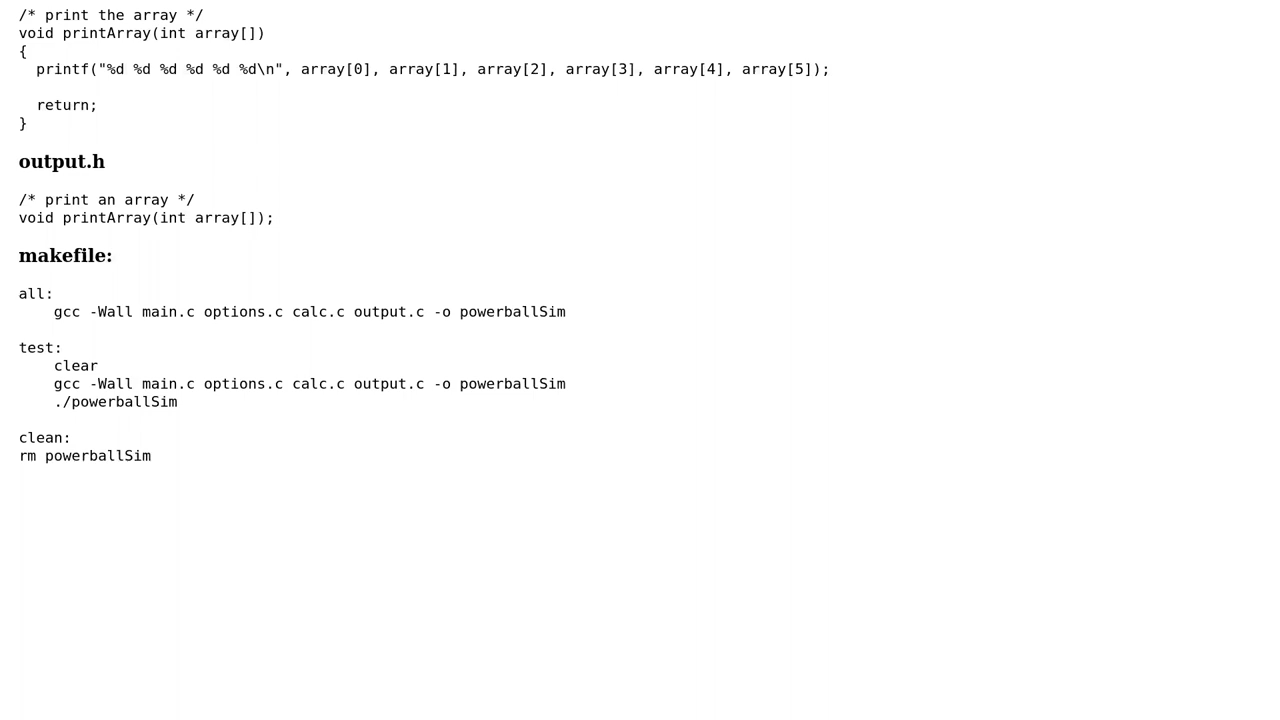 /* print the array */
void printArray(int array[])
{
  printf("%d %d %d %d %d %d\n", array[0], array[1], array[2], array[3], array[4], array[5]);

  return;
}
output.h
/* print an array */
void printArray(int array[]);
makefile:
all:
    gcc -Wall main.c options.c calc.c output.c -o powerballSim

test:
    clear
    gcc -Wall main.c options.c calc.c output.c -o powerballSim
    ./powerballSim

clean:
rm powerballSim